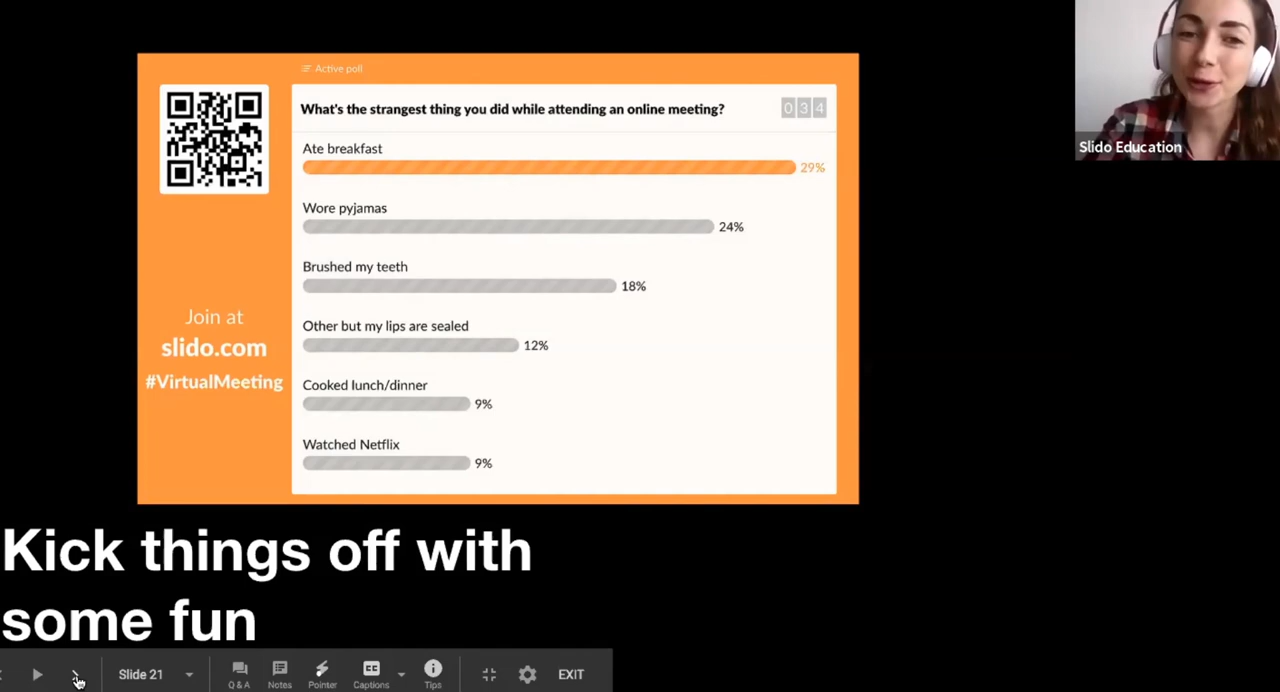 Active poll
What's the strangest thing you did while attending an online meeting?
034
Ate breakfast
29%
Wore pyjamas
24%
Brushed my teeth
18%
Other but my lips are sealed
12%
Cooked lunch/dinner
9%
Watched Netflix
9%
Join at
slido.com
#VirtualMeeting
Slido Education
Kick things off with
some fun
Slide 21
Q & A
Notes
Pointer
CC
Captions
Tips
EXIT